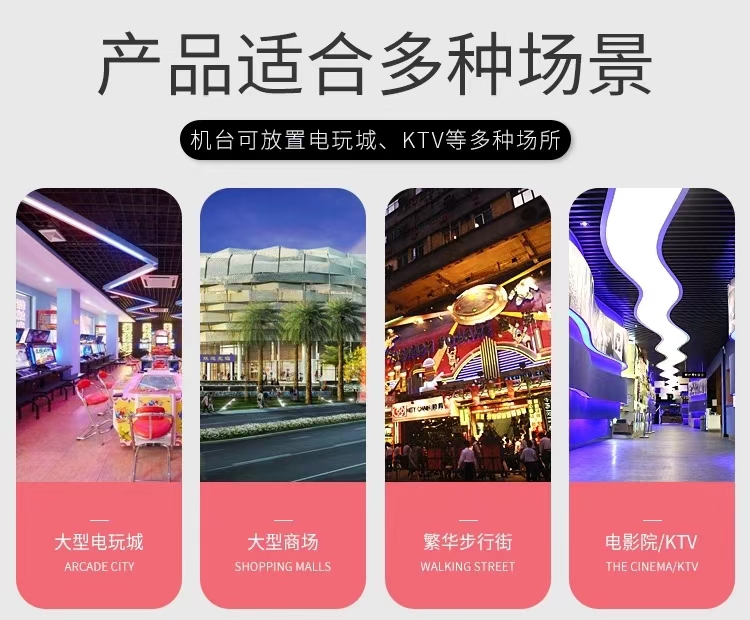 产品适合多种场景
机台可放置电玩城、KTV等多种场所
大型电玩城
ARCADE CITY
大型商场
SHOPPING MALLS
繁华步行街
WALKING STREET
电影院/KTV
THE CINEMA/KTV